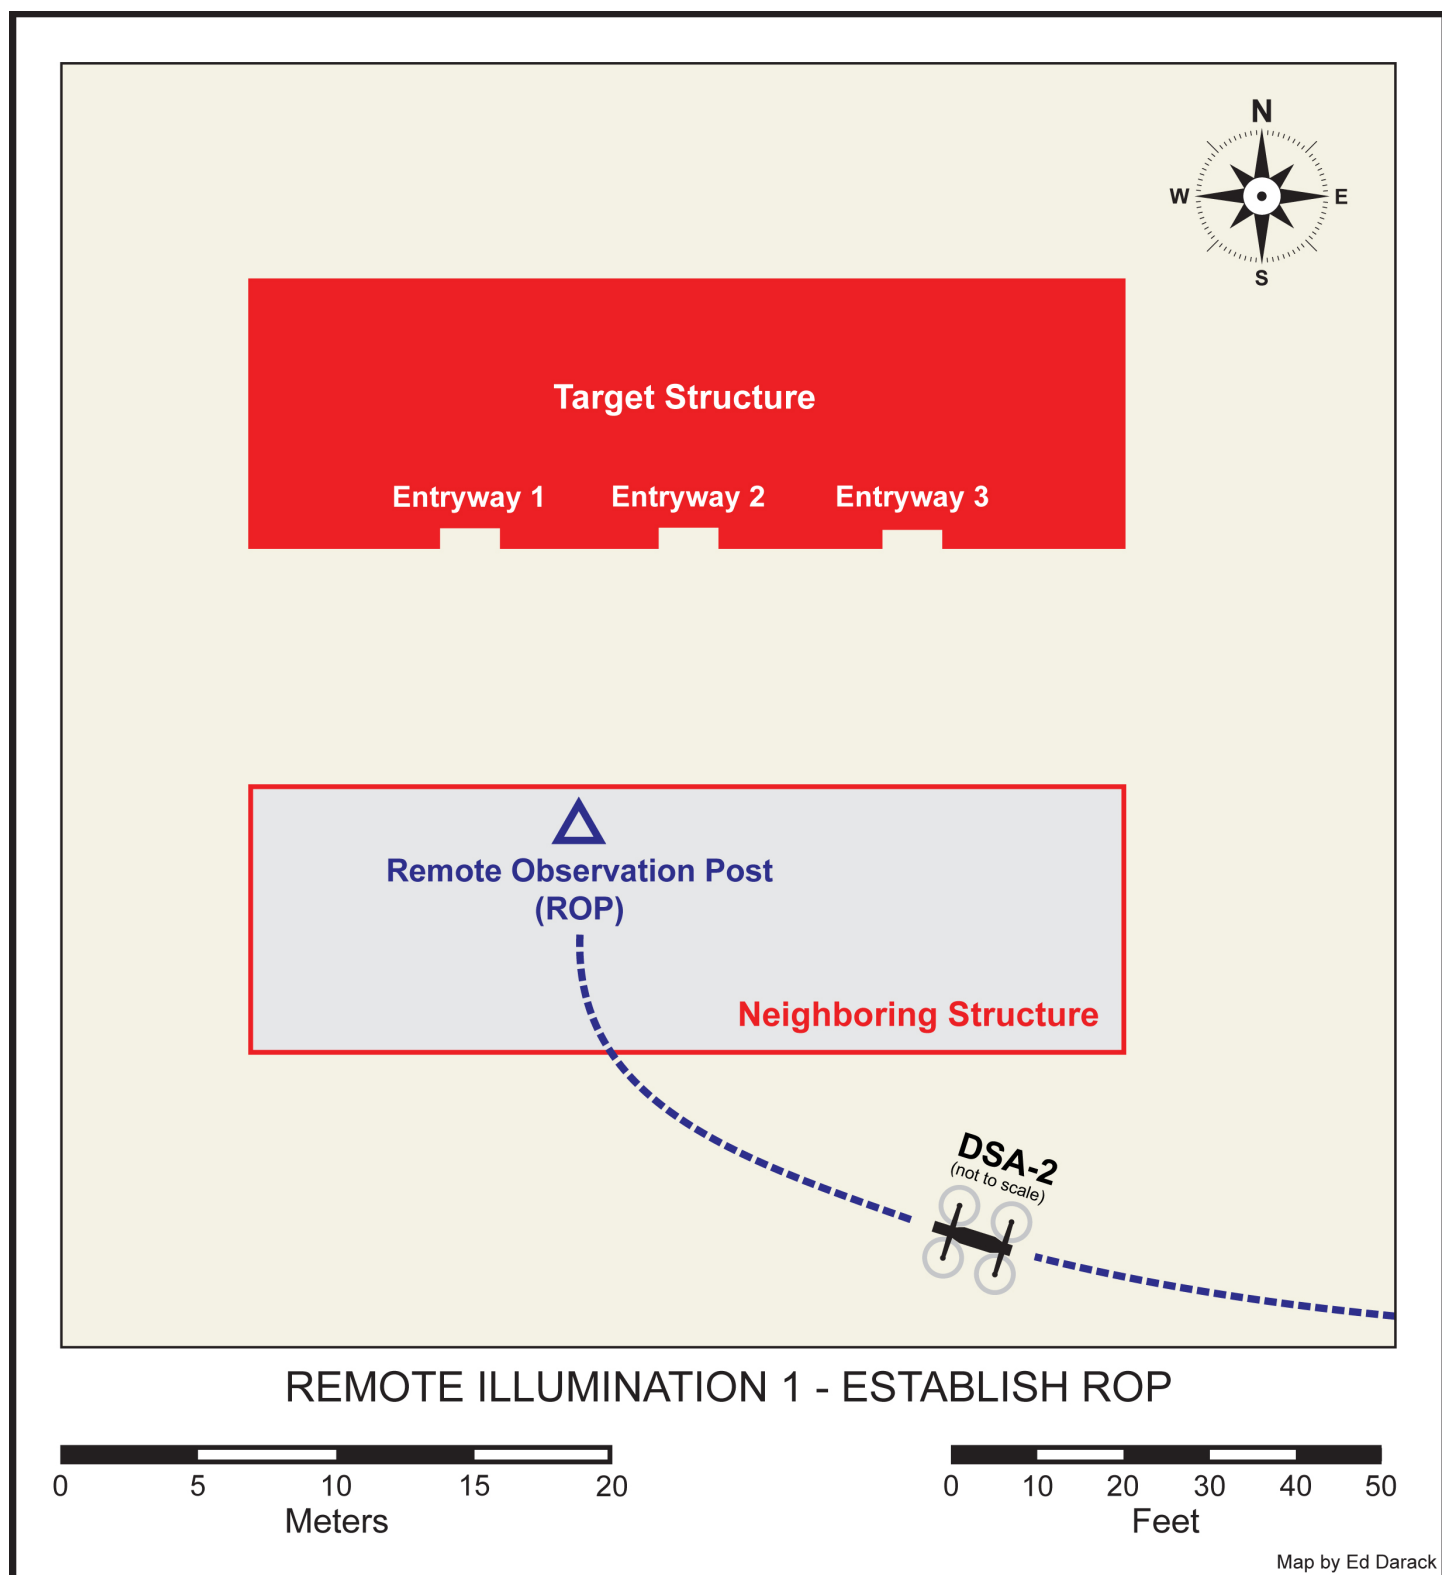 N
W
E
S
Target Structure
Entryway 1 Entryway 2 Entryway 3
Remote Observation Post
(ROP)
Neighboring Structure
DSA-2
(not to scale)
REMOTE ILLUMINATION 1 - ESTABLISH ROP
0 5 10 15 20
Meters
0 10 20 30 40 50
Feet
Map by Ed Darack